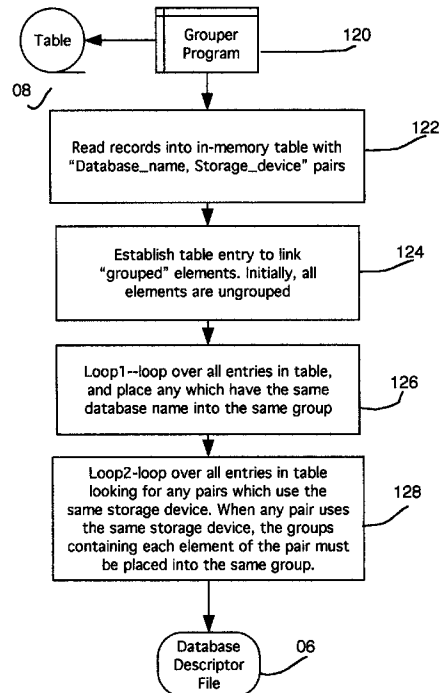 Table
Grouper
Program
120
08
Read records into in-memory table with
"Database_name, Storage_device" pairs
122
Establish table entry to link
"grouped" elements. Initially, all
elements are ungrouped
124
Loop1--loop over all entries in table,
and place any which have the same
database name into the same group
126
Loop2-loop over all entries in table
looking for any pairs which use the
same storage device. When any pair uses
the same storage device, the groups
containing each element of the pair must
be placed into the same group.
128
Database
Descriptor
File
06